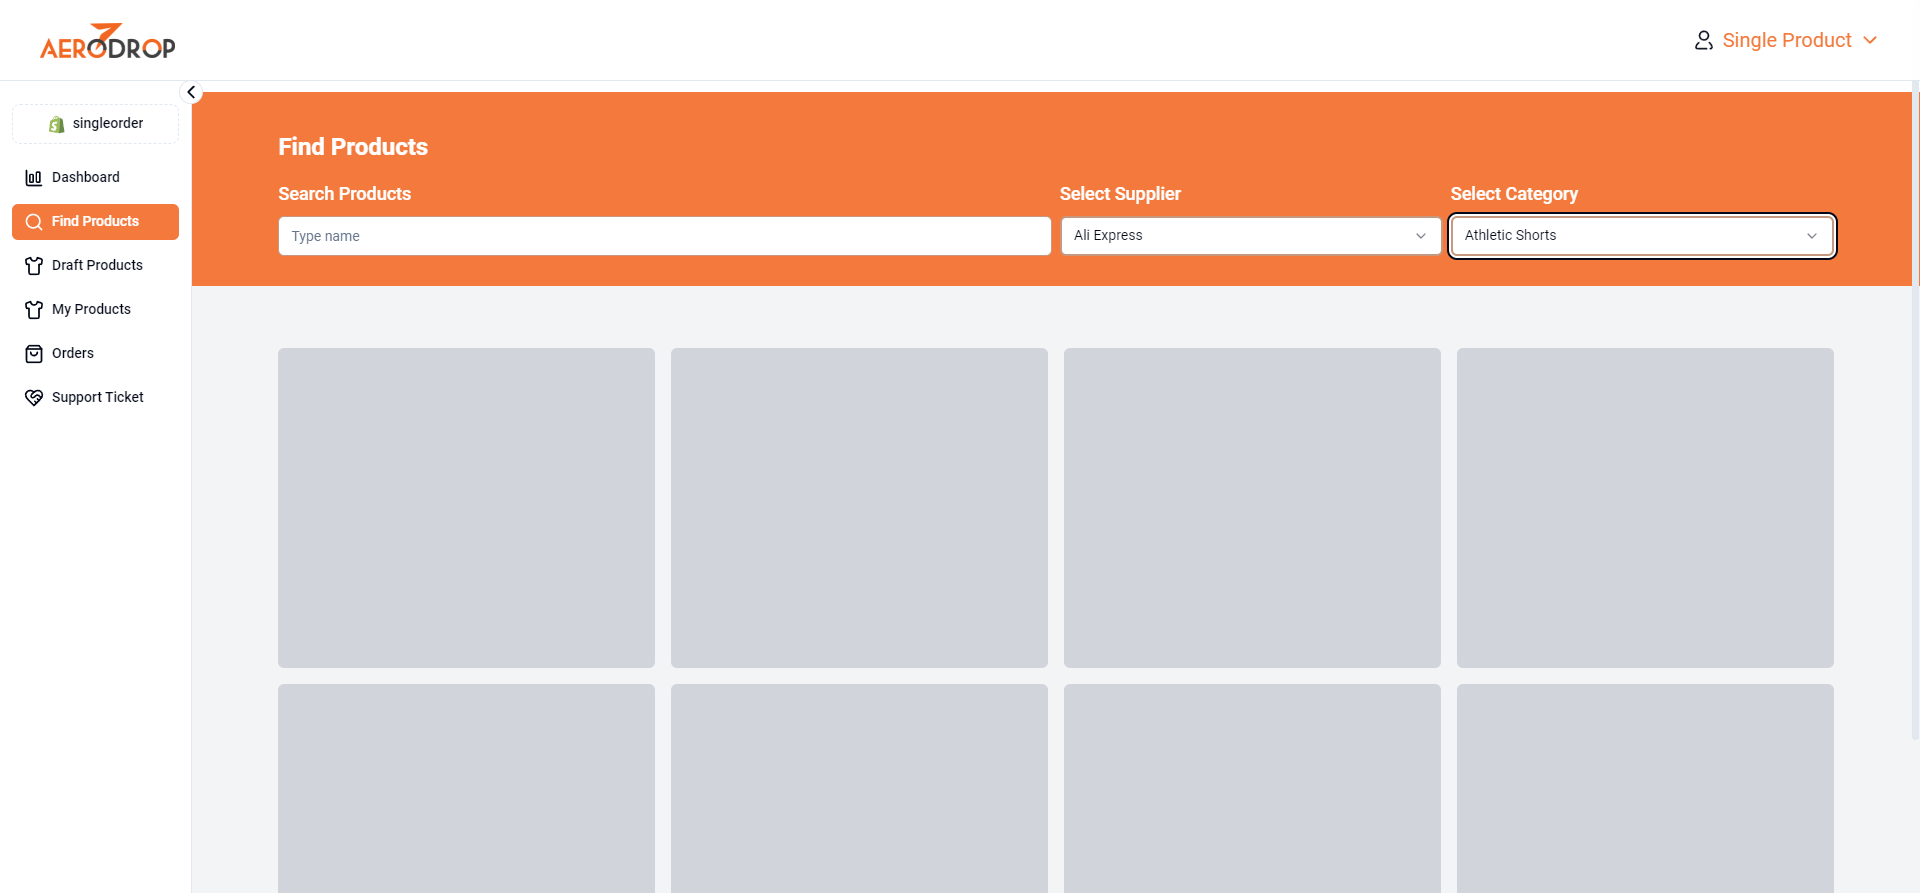 AERODROP
Single Product
singleorder
Dashboard
Find Products
Draft Products
My Products
Orders
Support Ticket
Find Products
Search Products
Select Supplier
Select Category
Type name
Ali Express
Athletic Shorts